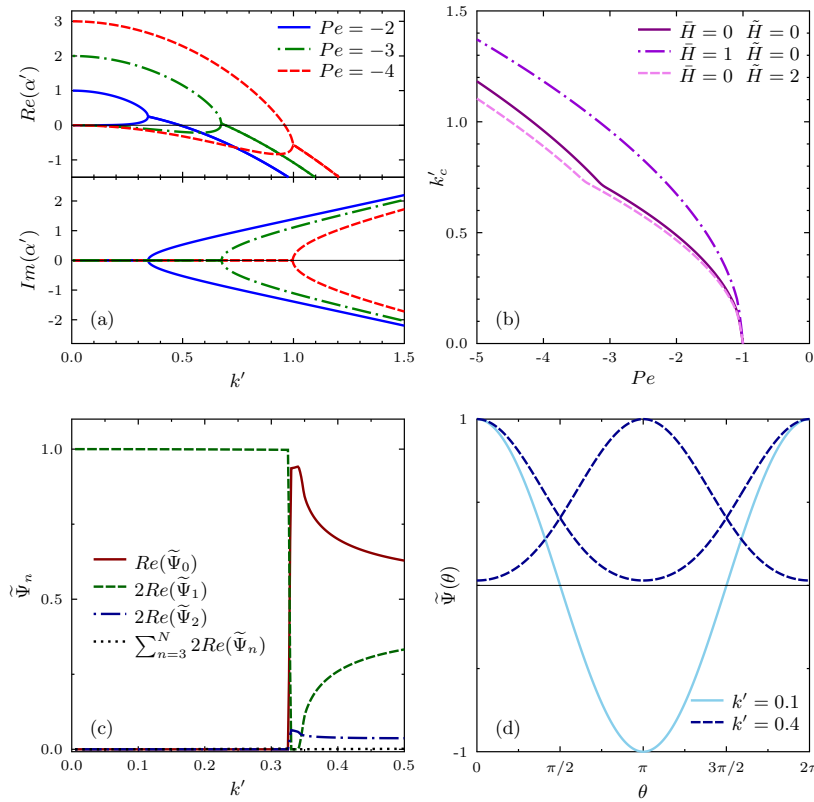 3
2
1
0
-1
Re(α′)
Pe = −2
Pe = −3
Pe = −4
2
1
0
-1
-2
Im(α′)
(a)
0.0 0.5 1.0 1.5
k′
1.5
1.0
0.5
0.0
k′c
H̄ = 0 H̃ = 0
H̄ = 1 H̃ = 0
H̄ = 0 H̃ = 2
(b)
-5 -4 -3 -2 -1 0
Pe
1.0
0.5
0.0
Ψ̃n
Re(Ψ̃0)
2Re(Ψ̃1)
2Re(Ψ̃2)
∑_{n=3}^{N} 2Re(Ψ̃n)
(c)
0.0 0.1 0.2 0.3 0.4 0.5
k′
1
0
-1
Ψ̃(θ)
k′ = 0.1
k′ = 0.4
(d)
0 π/2 π 3π/2 2π
θ